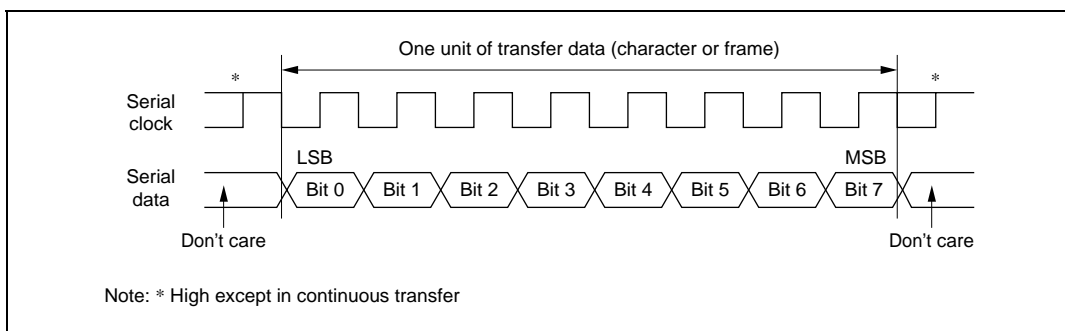 One unit of transfer data (character or frame)
* *
Serial
clock
LSB MSB
Serial
data
Bit 0 Bit 1 Bit 2 Bit 3 Bit 4 Bit 5 Bit 6 Bit 7
Don't care Don't care
Note: * High except in continuous transfer